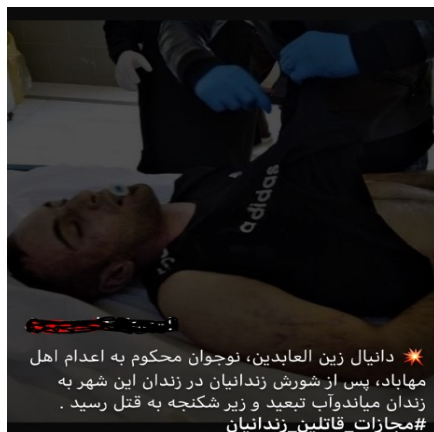 adidas
💥 دانیال زین العابدین، نوجوان محکوم به اعدام اهل
مهاباد، پس از شورش زندانیان در زندان این شهر به
زندان میاندوآب تبعید و زیر شکنجه به قتل رسید .
#مجازات_قاتلین_زندانیان